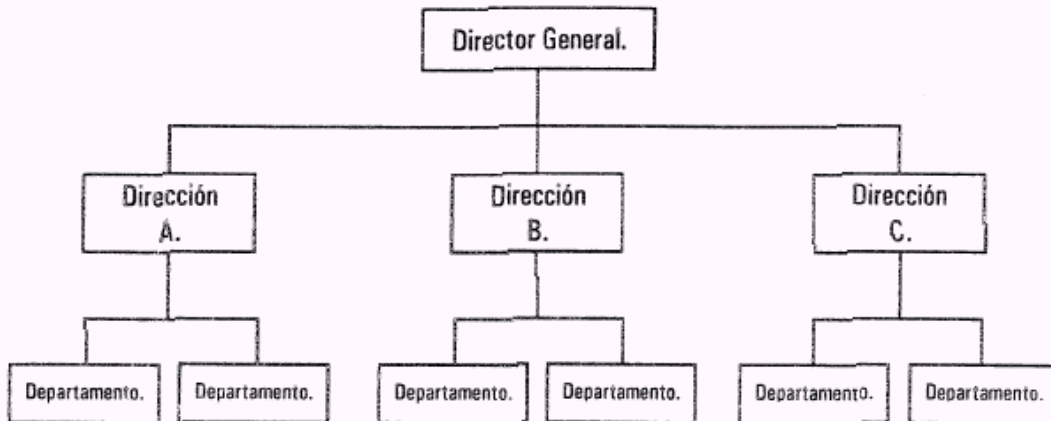 Director General.
Dirección
A.
Dirección
B.
Dirección
C.
Departamento.
Departamento.
Departamento.
Departamento.
Departamento.
Departamento.